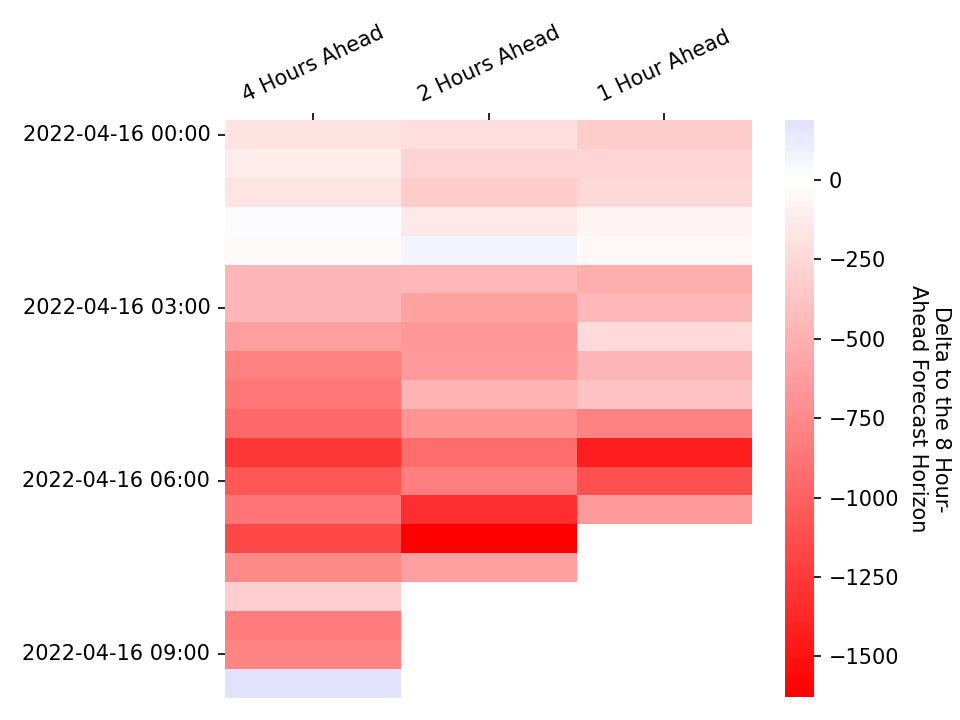 4 Hours Ahead
2 Hours Ahead
1 Hour Ahead
2022-04-16 00:00
2022-04-16 03:00
2022-04-16 06:00
2022-04-16 09:00
0
−250
−500
−750
−1000
−1250
−1500
Delta to the 8 Hour-
Ahead Forecast Horizon